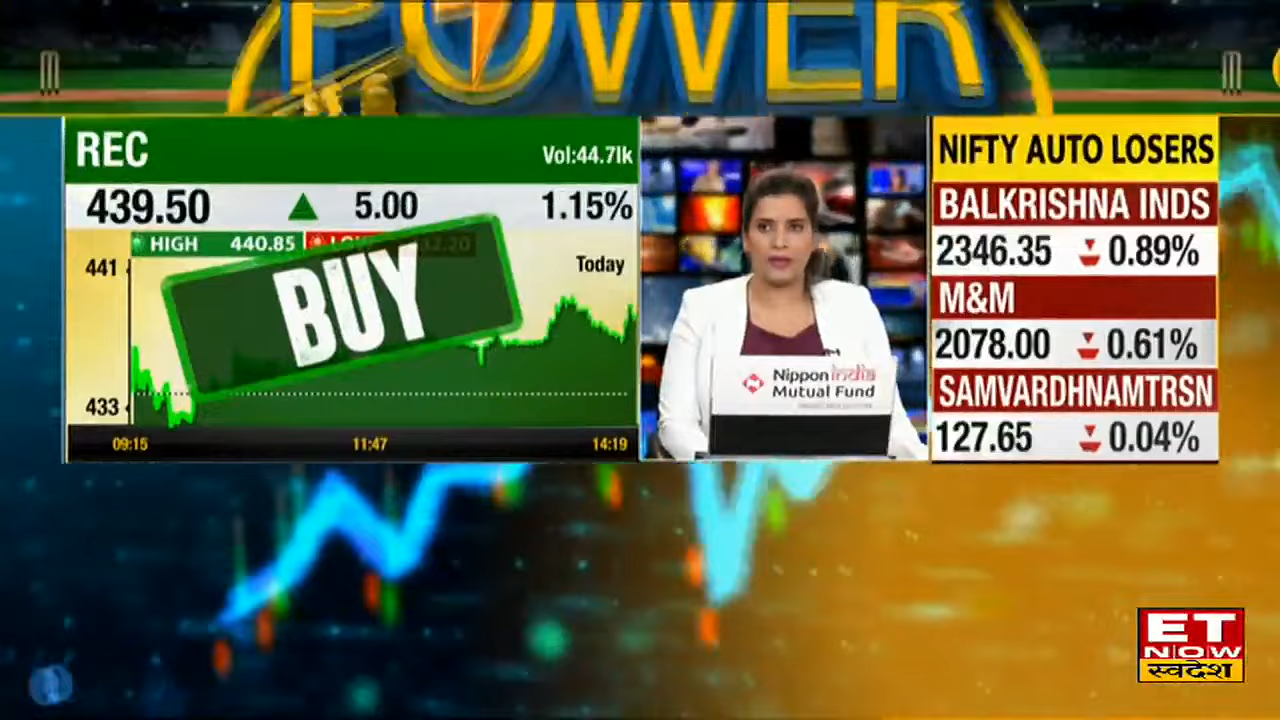 POWER
REC
Vol:44.7lk
439.50 5.00 1.15%
HIGH 440.85
BUY
Today
441
433
09:15 11:47 14:19
Nippon india
Mutual Fund
NIFTY AUTO LOSERS
BALKRISHNA INDS
2346.35 0.89%
M&M
2078.00 0.61%
SAMVARDHNAMTRSN
127.65 0.04%
ET
NOW
स्वदेश